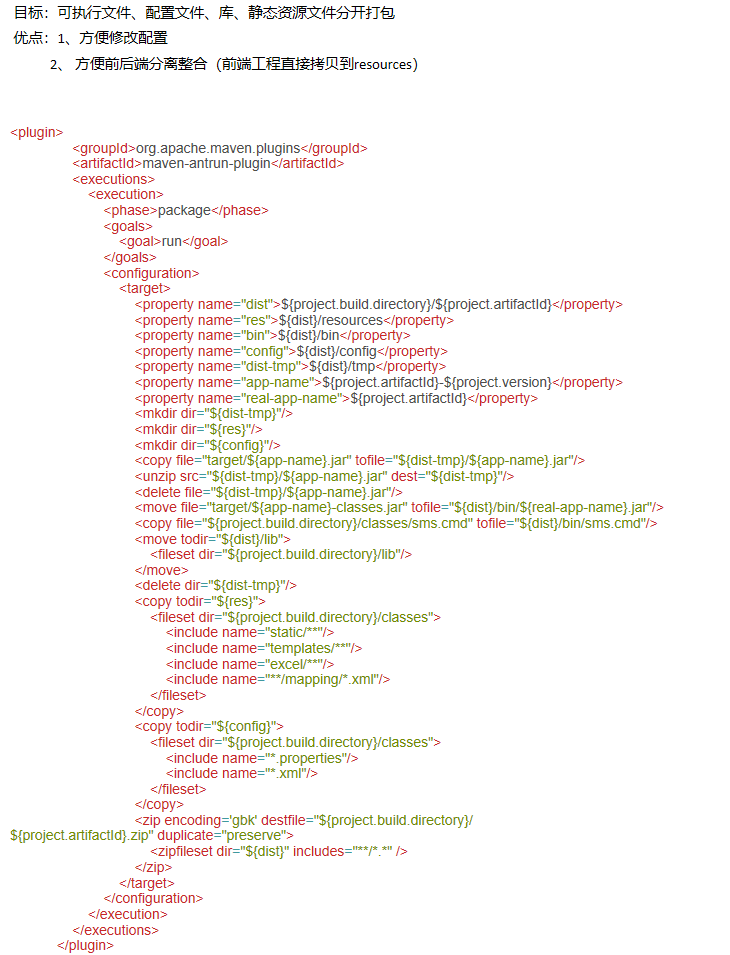 目标：可执行文件、配置文件、库、静态资源文件分开打包
优点：1、方便修改配置
2、 方便前后端分离整合（前端工程直接拷贝到resources）
<plugin>
<groupId>org.apache.maven.plugins</groupId>
<artifactId>maven-antrun-plugin</artifactId>
<executions>
<execution>
<phase>package</phase>
<goals>
<goal>run</goal>
</goals>
<configuration>
<target>
<property name="dist">${project.build.directory}/${project.artifactId}</property>
<property name="res">${dist}/resources</property>
<property name="bin">${dist}/bin</property>
<property name="config">${dist}/config</property>
<property name="dist-tmp">${dist}/tmp</property>
<property name="app-name">${project.artifactId}-${project.version}</property>
<property name="real-app-name">${project.artifactId}</property>
<mkdir dir="${dist-tmp}"/>
<mkdir dir="${res}"/>
<mkdir dir="${config}"/>
<copy file="target/${app-name}.jar" tofile="${dist-tmp}/${app-name}.jar"/>
<unzip src="${dist-tmp}/${app-name}.jar" dest="${dist-tmp}"/>
<delete file="${dist-tmp}/${app-name}.jar"/>
<move file="target/${app-name}-classes.jar" tofile="${dist}/bin/${real-app-name}.jar"/>
<copy file="${project.build.directory}/classes/sms.cmd" tofile="${dist}/bin/sms.cmd"/>
<move todir="${dist}/lib">
<fileset dir="${project.build.directory}/lib"/>
</move>
<delete dir="${dist-tmp}"/>
<copy todir="${res}">
<fileset dir="${project.build.directory}/classes">
<include name="static/**"/>
<include name="templates/**"/>
<include name="excel/**"/>
<include name="**/mapping/*.xml"/>
</fileset>
</copy>
<copy todir="${config}">
<fileset dir="${project.build.directory}/classes">
<include name="*.properties"/>
<include name="*.xml"/>
</fileset>
</copy>
<zip encoding='gbk' destfile="${project.build.directory}/
${project.artifactId}.zip" duplicate="preserve">
<zipfileset dir="${dist}" includes="**/*.*" />
</zip>
</target>
</configuration>
</execution>
</executions>
</plugin>